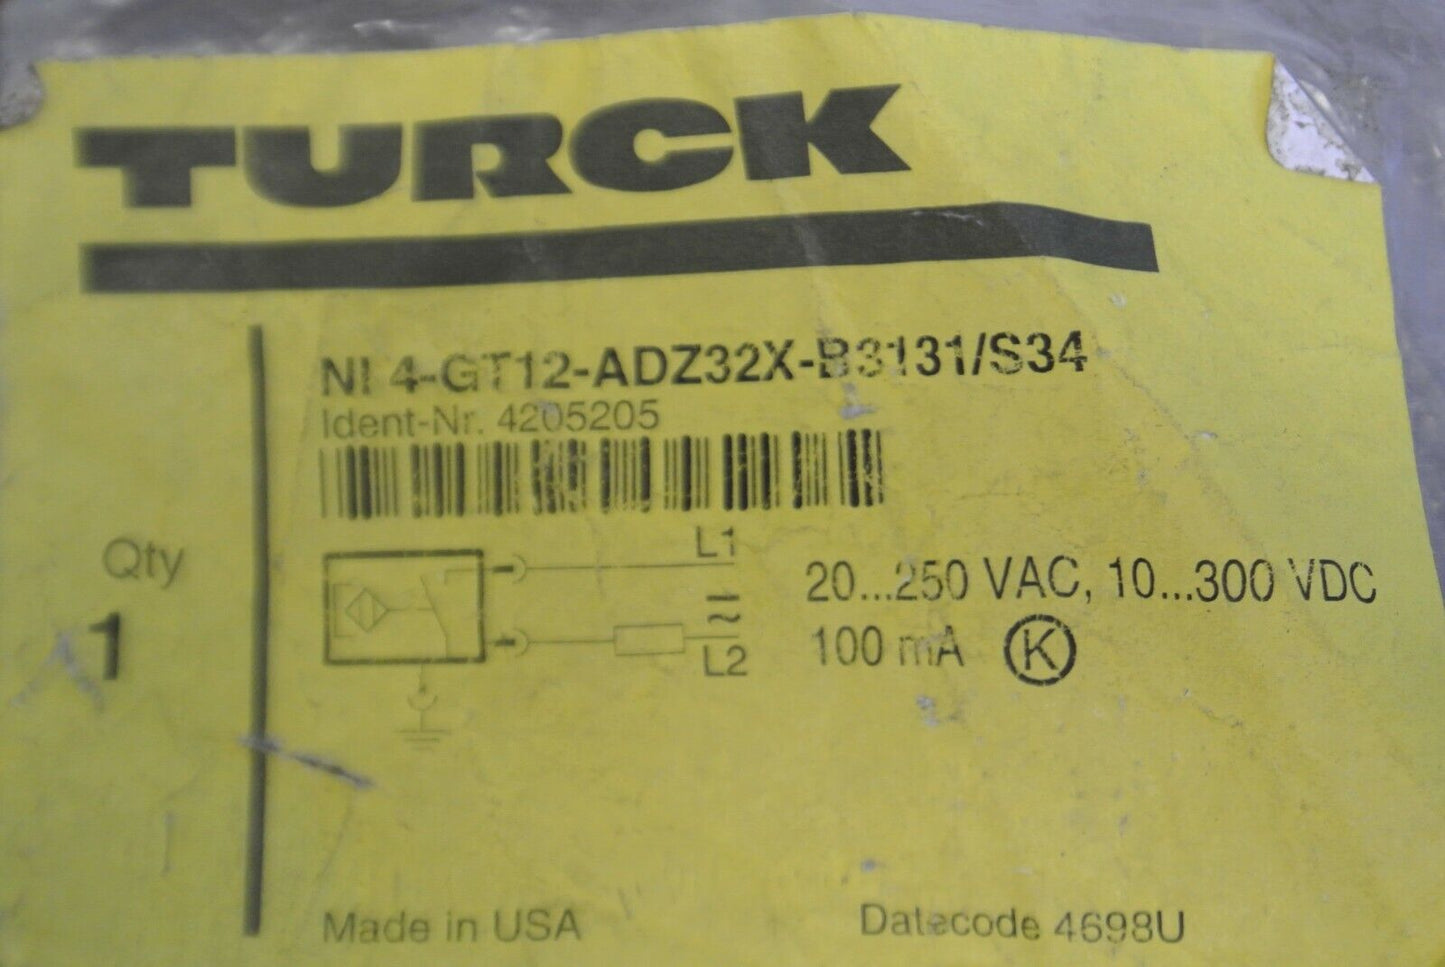 TURCK
NI 4-GT12-ADZ32X-B3131/S34
Ident-Nr. 4205205
Qty
1
L1
L2
20...250 VAC, 10...300 VDC
100 mA K
Made in USA
Datecode 4698U